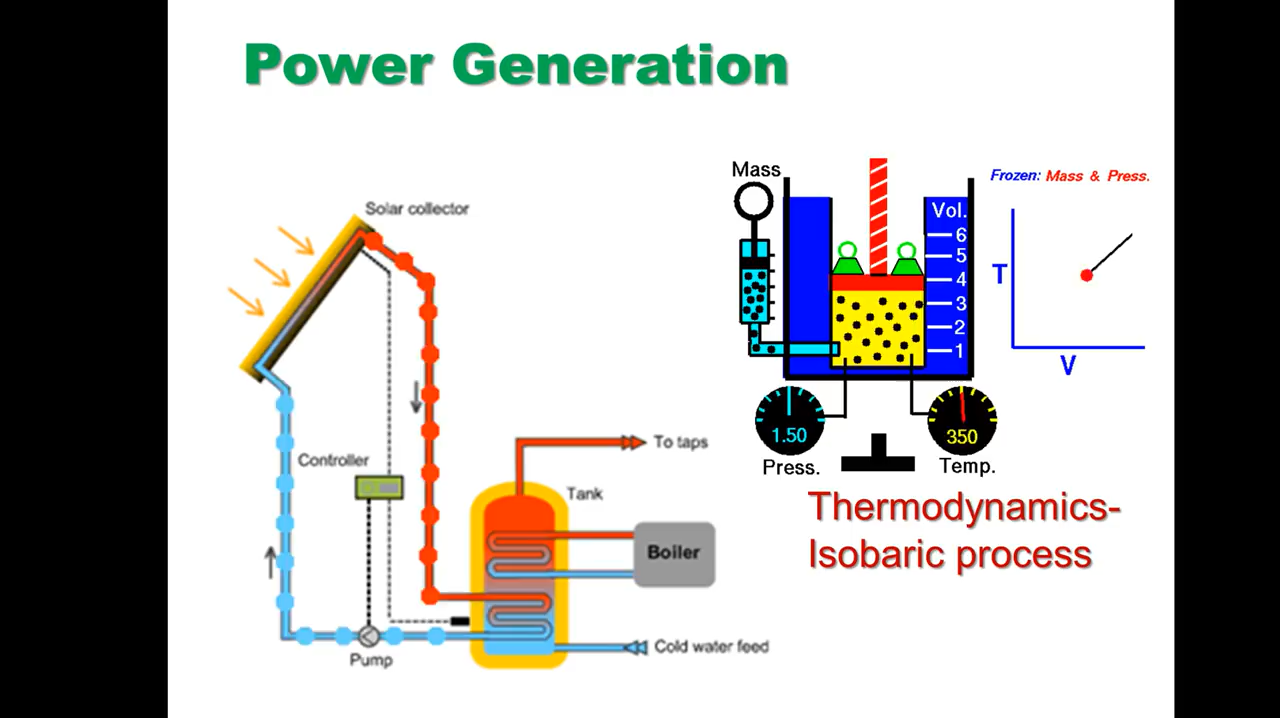 Power Generation
Solar collector
Controller
Pump
To taps
Tank
Boiler
Cold water feed
Mass
Vol.
6
5
4
3
2
1
1.50
Press.
350
Temp.
Frozen: Mass & Press.
T
V
Thermodynamics-
Isobaric process